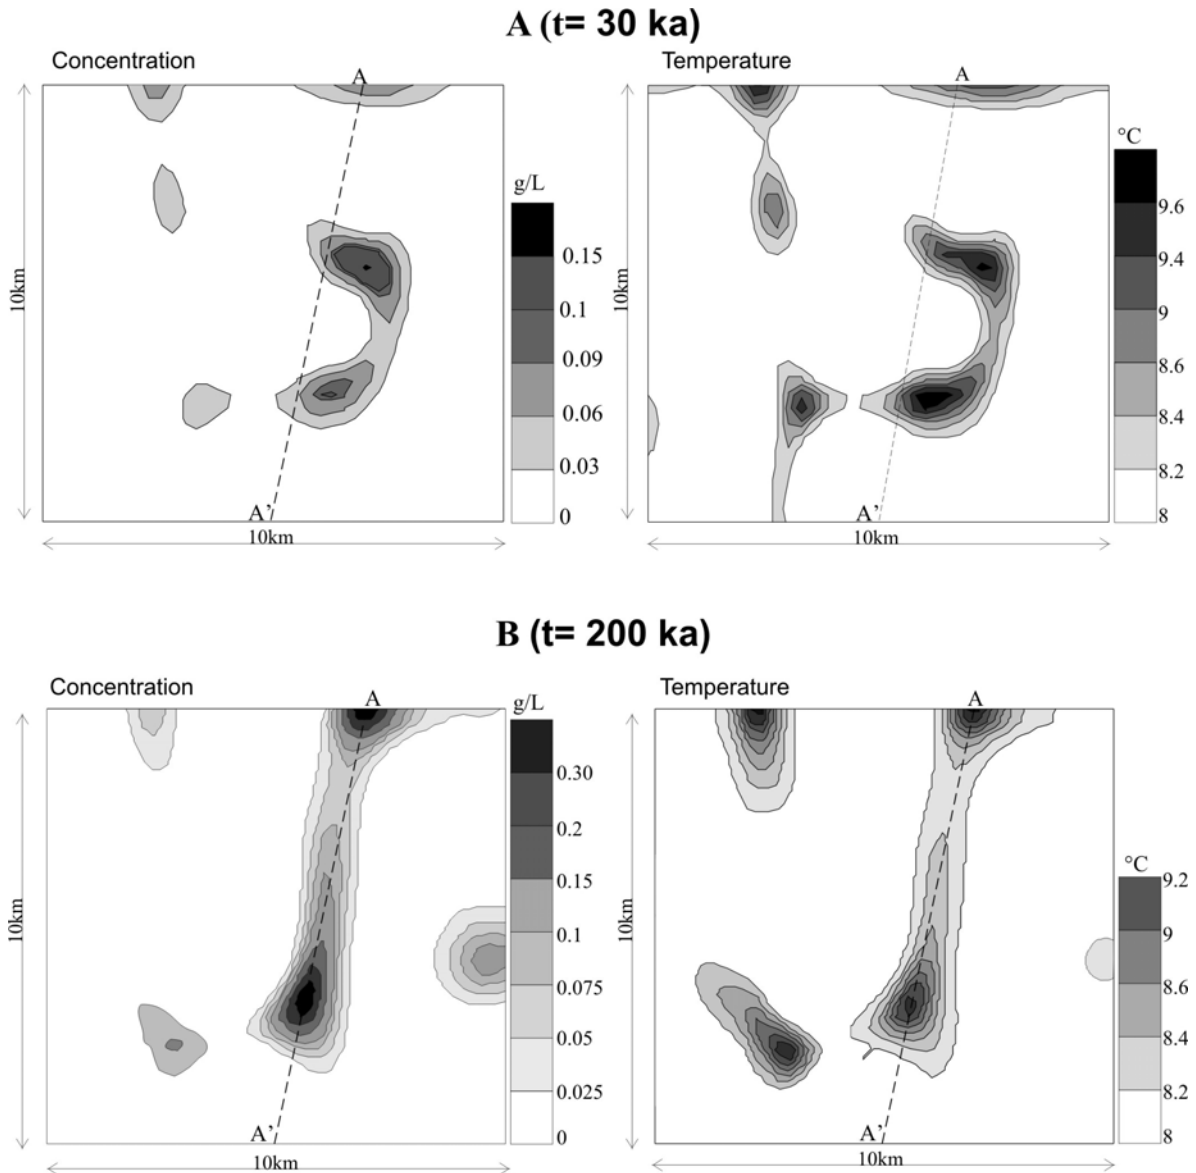 A (t= 30 ka)
Concentration
A
10km
A'
10km
g/L
0.15
0.1
0.09
0.06
0.03
0
Temperature
A
10km
A'
10km
°C
9.6
9.4
9
8.6
8.4
8.2
8
B (t= 200 ka)
Concentration
A
10km
A'
10km
g/L
0.30
0.2
0.15
0.1
0.075
0.05
0.025
0
Temperature
A
10km
A'
10km
°C
9.2
9
8.6
8.4
8.2
8